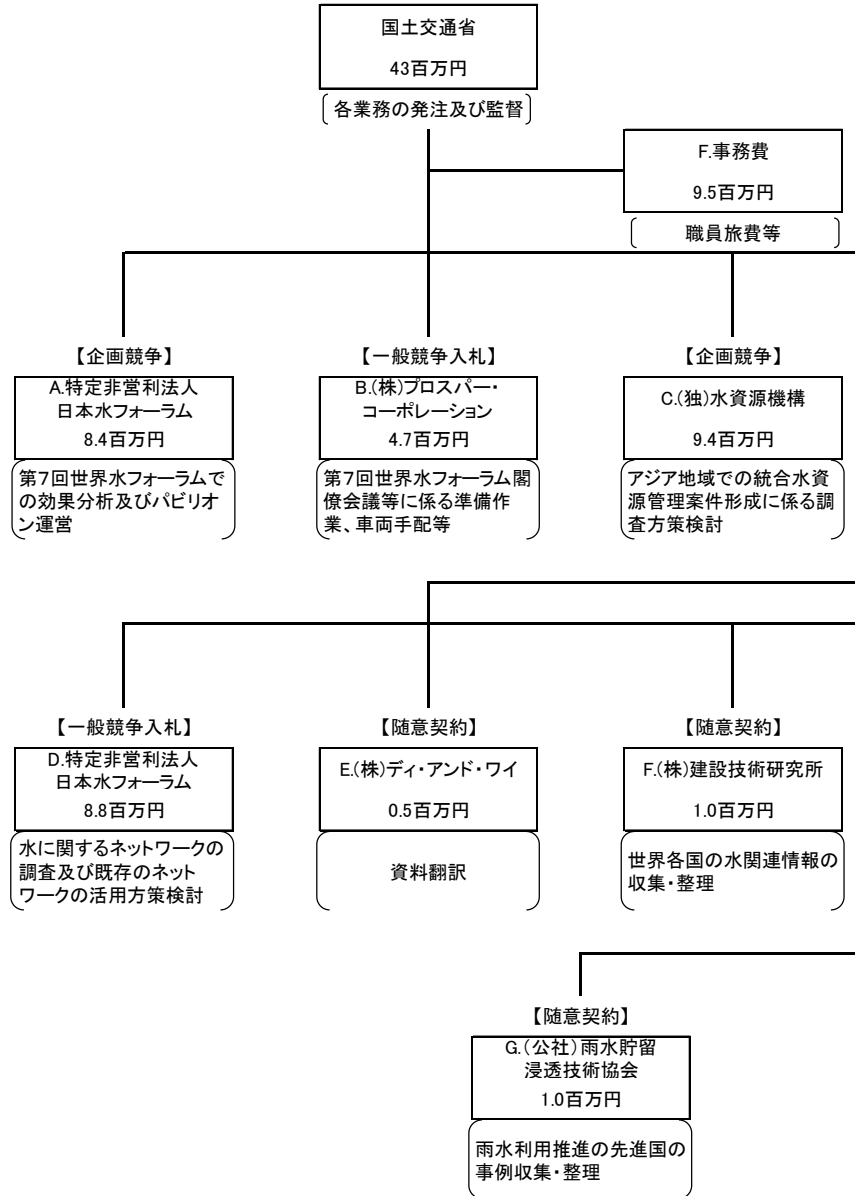 国土交通省
43百万円
各業務の発注及び監督
F.事務費
9.5百万円
職員旅費等
【企画競争】
A.特定非営利法人
日本水フォーラム
8.4百万円
第7回世界水フォーラムで
の効果分析及びパビリオ
ン運営
【一般競争入札】
B.(株)プロスパー・
コーポレーション
4.7百万円
第7回世界水フォーラム閣
僚会議等に係る準備作
業、車両手配等
【企画競争】
C.(独)水資源機構
9.4百万円
アジア地域での統合水資
源管理案件形成に係る調
査方策検討
【一般競争入札】
D.特定非営利法人
日本水フォーラム
8.8百万円
水に関するネットワークの
調査及び既存のネット
ワークの活用方策検討
【随意契約】
E.(株)ディ・アンド・ワイ
0.5百万円
資料翻訳
【随意契約】
F.(株)建設技術研究所
1.0百万円
世界各国の水関連情報の
収集・整理
【随意契約】
G.(公社)雨水貯留
浸透技術協会
1.0百万円
雨水利用推進の先進国の
事例収集・整理